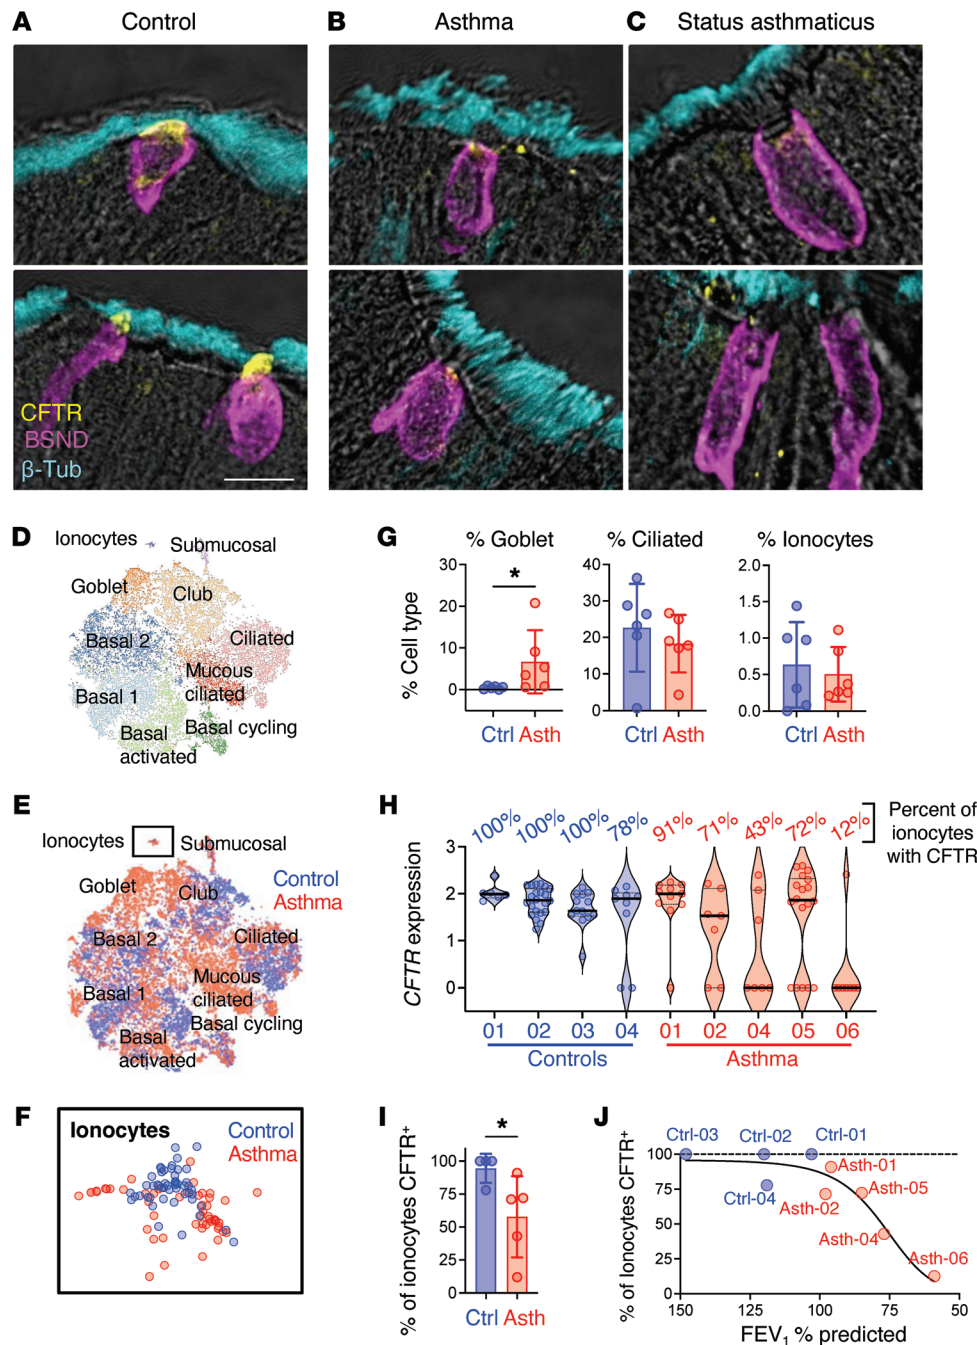 A Control
B Asthma
C Status asthmaticus
CFTR
BSND
β-Tub
D
Ionocytes
Submucosal
Goblet
Club
Basal 2
Ciliated
Mucous
ciliated
Basal 1
Basal
activated
Basal cycling
E
Ionocytes
Submucosal
Goblet
Club
Control
Asthma
Basal 2
Ciliated
Mucous
ciliated
Basal 1
Basal cycling
Basal
activated
F
Ionocytes
Control
Asthma
G
% Goblet
% Cell type
30
20
10
0
*
Ctrl Asth
% Ciliated
40
30
20
10
0
Ctrl Asth
% Ionocytes
2.0
1.5
1.0
0.5
0.0
Ctrl Asth
H
100% 100% 100% 78% 91% 71% 43% 72% 12%
Percent of
ionocytes
with CFTR
CFTR expression
3
2
1
0
01 02 03 04 01 02 04 05 06
Controls Asthma
I
% of ionocytes CFTR+
100
75
50
25
0
*
Ctrl Asth
J
% of Ionocytes CFTR+
100
75
50
25
0
Ctrl-03
Ctrl-02
Ctrl-01
Ctrl-04
Asth-01
Asth-05
Asth-02
Asth-04
Asth-06
150 125 100 75 50
FEV1 % predicted